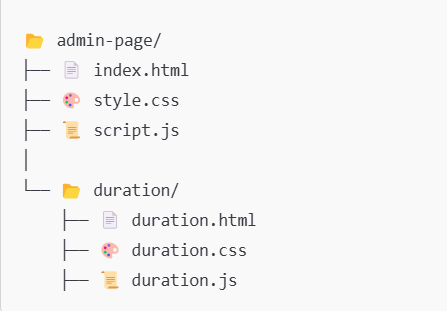 📂 admin-page/
├── 📄 index.html
├── 🎨 style.css
├── 📜 script.js
│
└── 📂 duration/
    ├── 📄 duration.html
    ├── 🎨 duration.css
    ├── 📜 duration.js